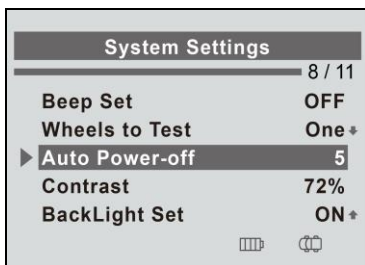 System Settings
8 / 11
Beep Set OFF
Wheels to Test One
Auto Power-off 5
Contrast 72%
BackLight Set ON